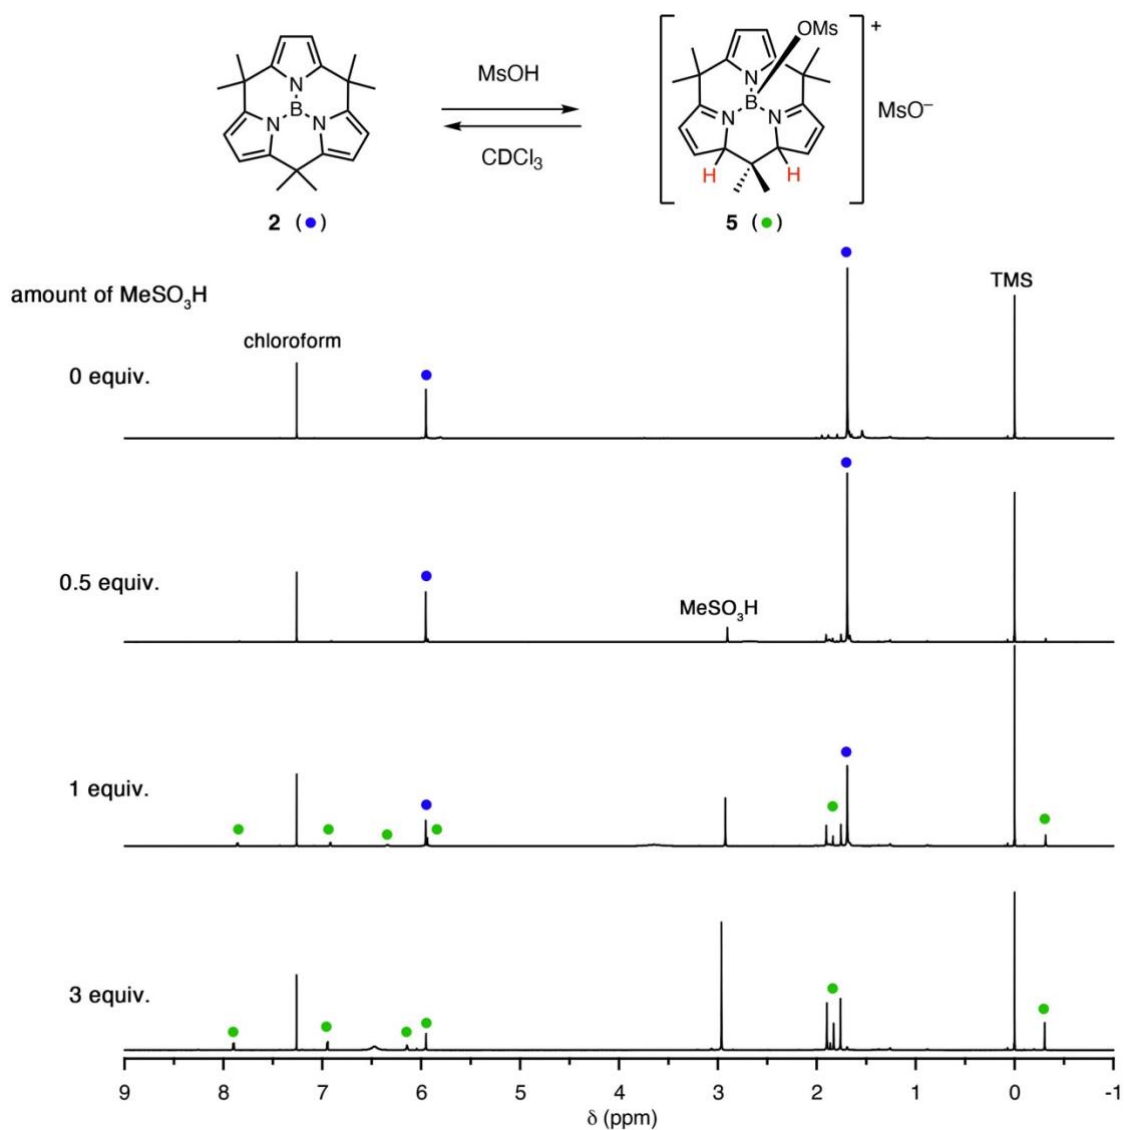 MsOH
CDCl₃
N
B
N N
2 (●)
OMs
N
B
N N
H H
+
MsO⁻
5 (●)
amount of MeSO₃H
TMS
chloroform
0 equiv.
0.5 equiv.
MeSO₃H
1 equiv.
3 equiv.
9 8 7 6 5 4 3 2 1 0 -1
δ (ppm)